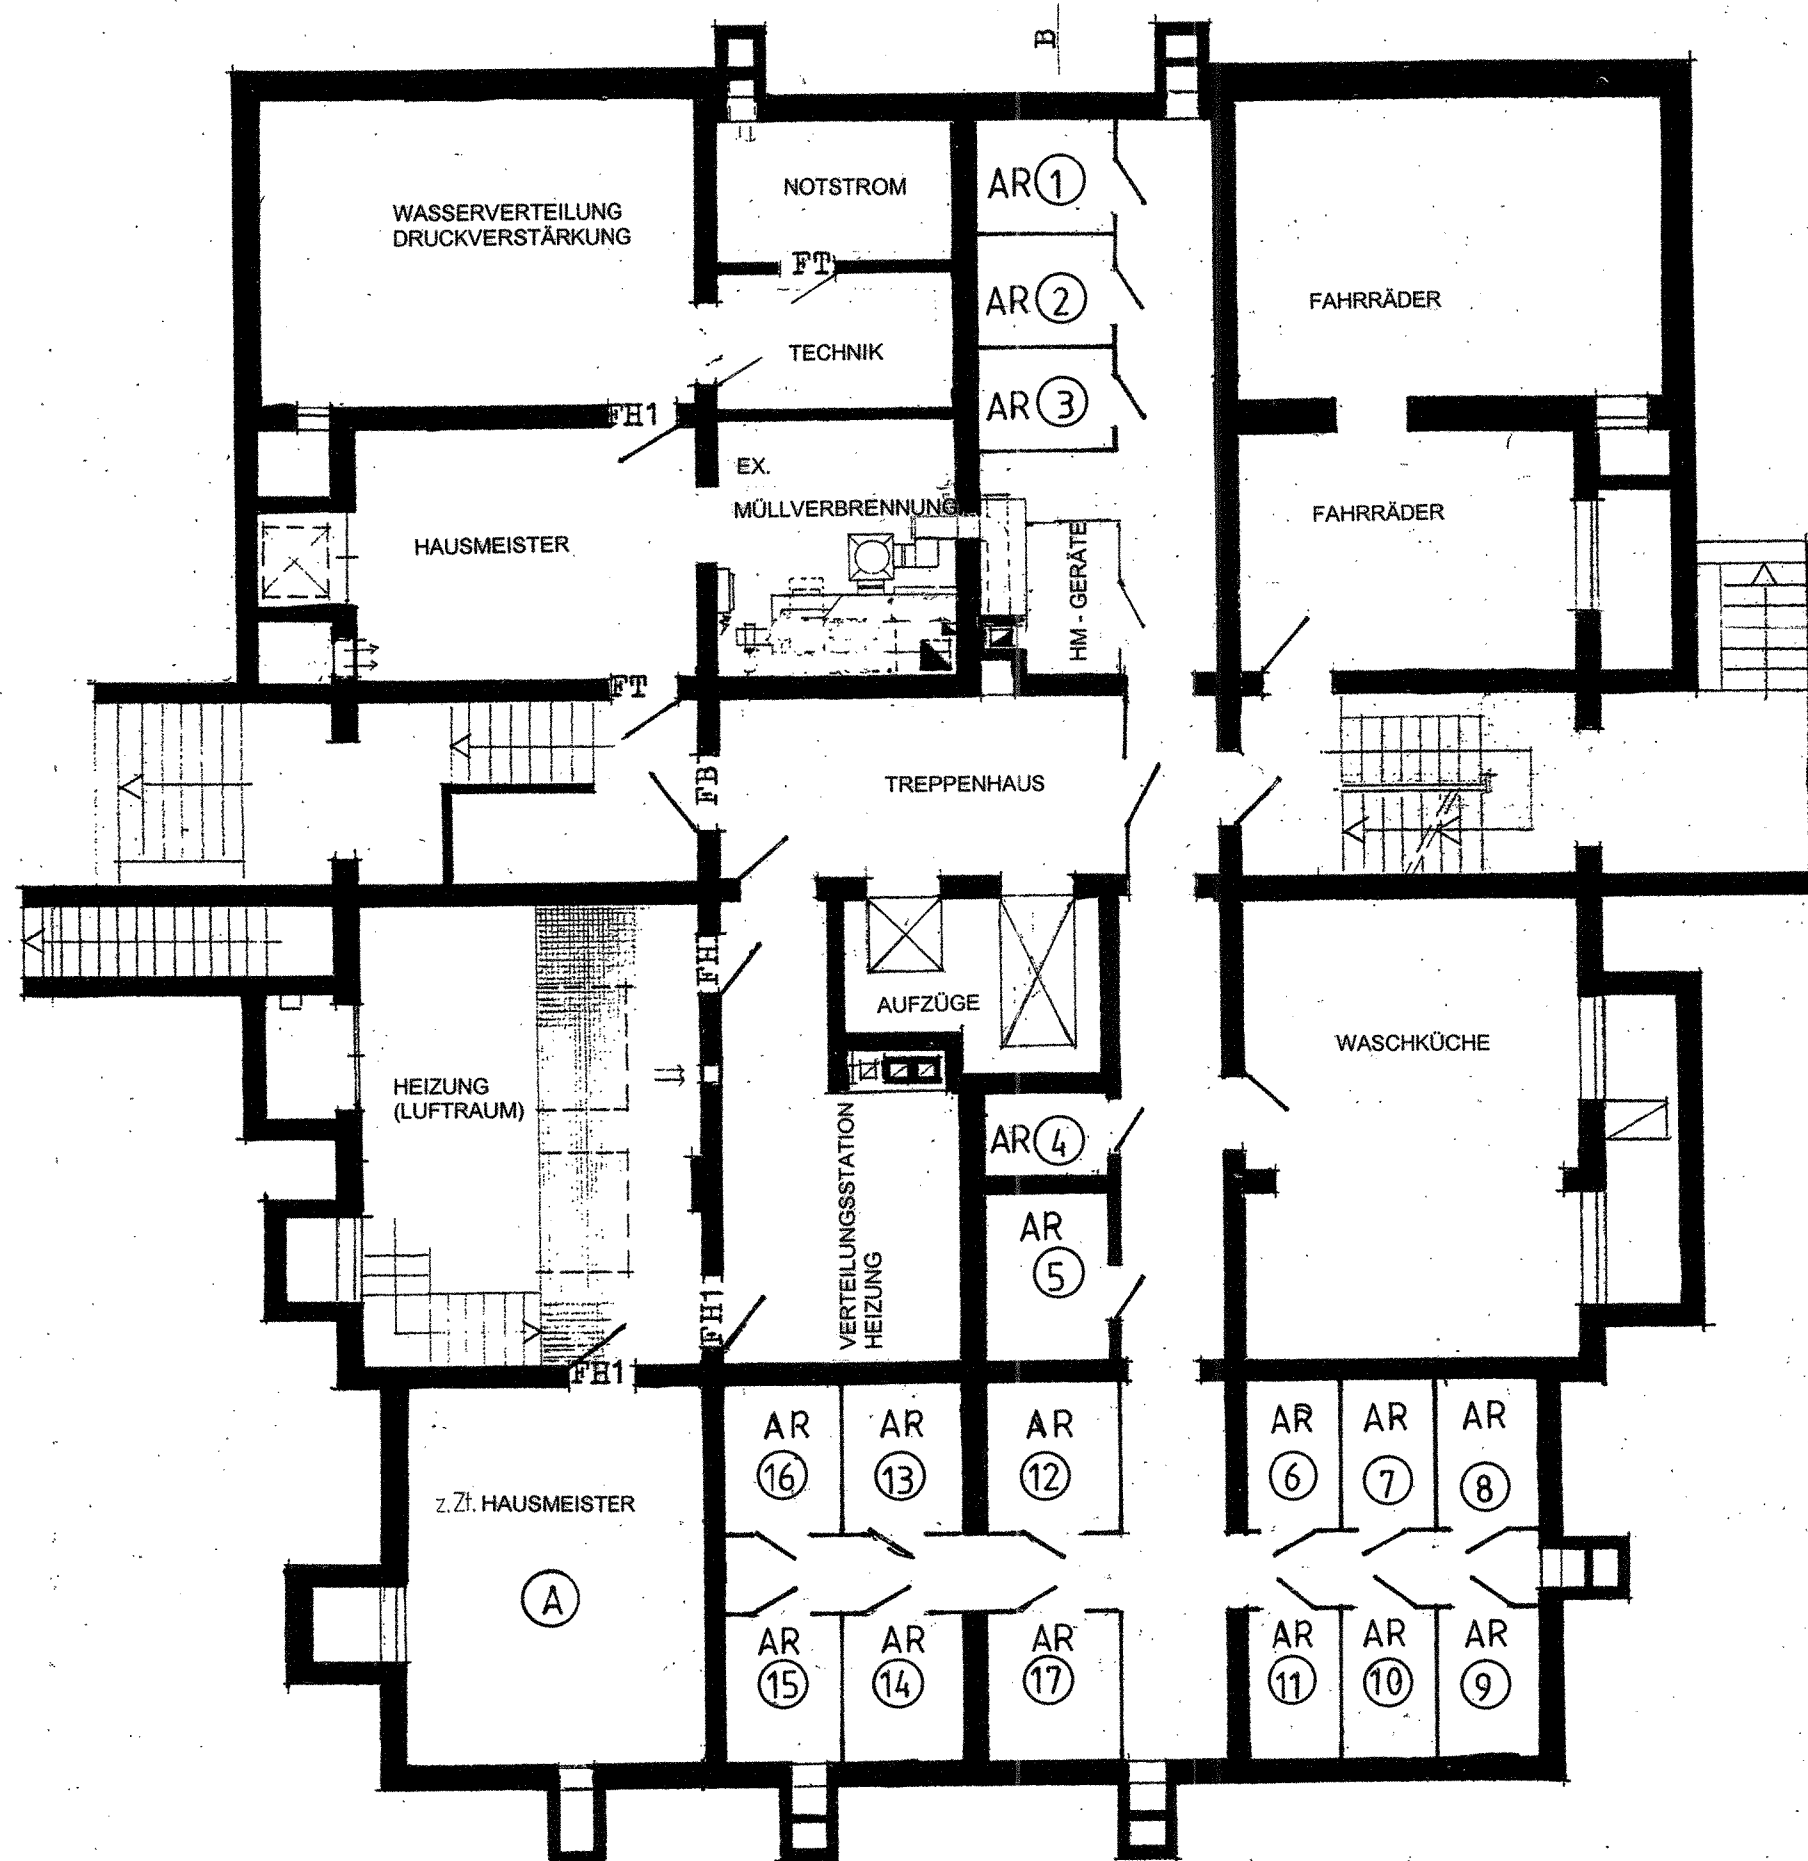 B
AR 1
NOTSTROM
WASSERVERTEILUNG
DRUCKVERSTÄRKUNG
FT
AR 2
FAHRRÄDER
TECHNIK
AR 3
FH1
EX.
MÜLLVERBRENNUNG
FAHRRÄDER
HAUSMEISTER
HM - GERÄTE
FT
FB
TREPPENHAUS
FH
AUFZÜGE
WASCHKÜCHE
HEIZUNG
(LUFTRAUM)
AR 4
VERTEILUNGSSTATION
HEIZUNG
AR
5
FH1
FH1
AR
16
AR
13
AR
12
AR
6
AR
7
AR
8
z.Zt. HAUSMEISTER
A
AR
15
AR
14
AR
17
AR
11
AR
10
AR
9